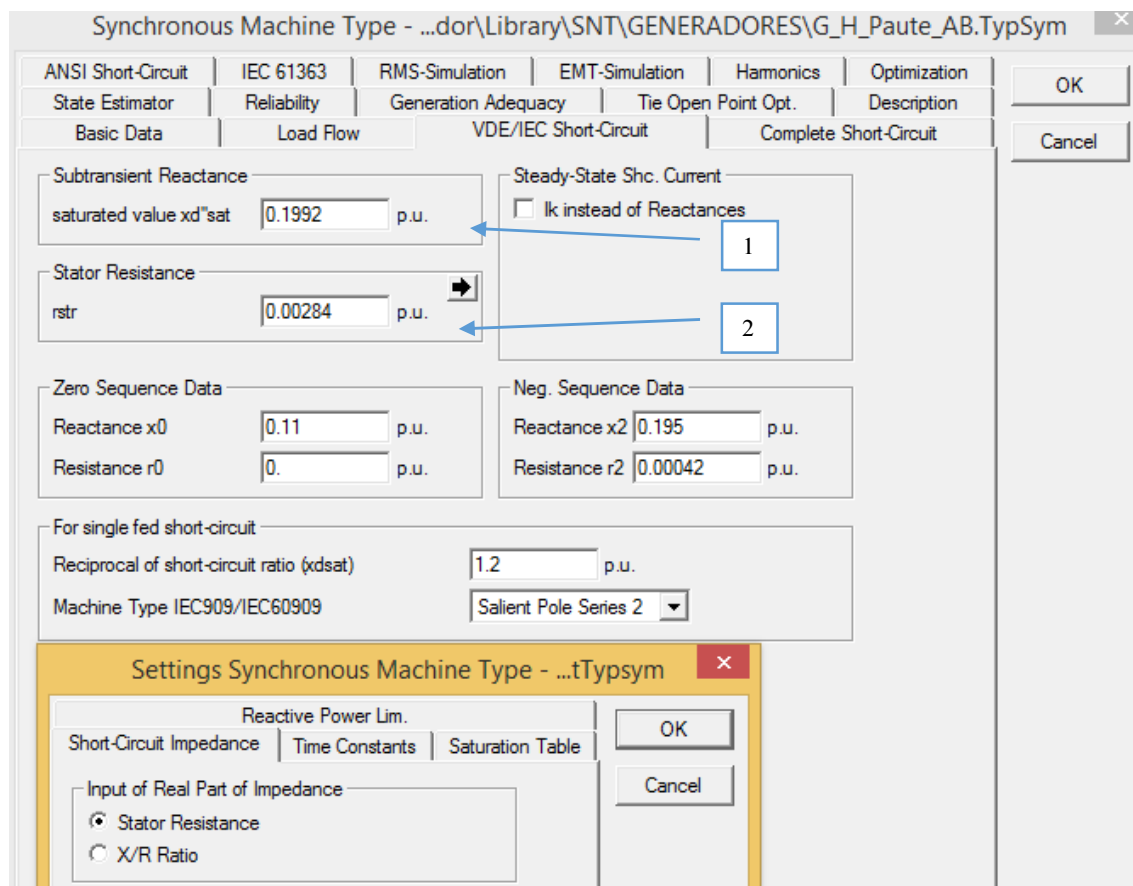 Synchronous Machine Type - ...dor\Library\SNT\GENERADORES\G_H_Paute_AB.TypSym
ANSI Short-Circuit IEC 61363 RMS-Simulation EMT-Simulation Harmonics Optimization
OK
State Estimator Reliability Generation Adequacy Tie Open Point Opt. Description
Basic Data Load Flow VDE/IEC Short-Circuit Complete Short-Circuit
Cancel
Subtransient Reactance
saturated value xd"sat 0.1992 p.u.
Steady-State Shc. Current
Ik instead of Reactances
1
Stator Resistance
rstr 0.00284 p.u.
2
Zero Sequence Data
Reactance x0 0.11 p.u.
Resistance r0 0. p.u.
Neg. Sequence Data
Reactance x2 0.195 p.u.
Resistance r2 0.00042 p.u.
For single fed short-circuit
Reciprocal of short-circuit ratio (xdsat) 1.2 p.u.
Machine Type IEC909/IEC60909 Salient Pole Series 2
Settings Synchronous Machine Type - ...tTypsym
Reactive Power Lim.
Short-Circuit Impedance Time Constants Saturation Table
OK
Cancel
Input of Real Part of Impedance
Stator Resistance
X/R Ratio